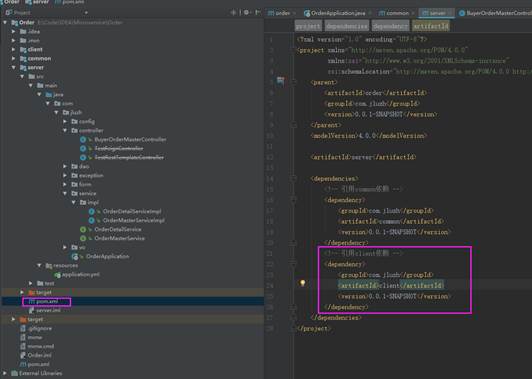 Order
server
pom.xml
Project
Order E:\Code\IDEA\Microservice\Order
.idea
.mvn
client
common
server
src
main
java
com
jluzh
config
controller
BuyerOrderMasterController
TestFeignController
TestRestTemplateController
dao
exception
form
service
impl
OrderDetailServiceImpl
OrderMasterServiceImpl
OrderDetailService
OrderMasterService
vo
OrderApplication
resources
application.yml
test
target
pom.xml
server.iml
target
.gitignore
mvnw
mvnw.cmd
Order.iml
pom.xml
External Libraries
order
OrderApplication.java
common
server
BuyerOrderMasterController
project
dependencies
dependency
artifactId
<?xml version="1.0" encoding="UTF-8"?>
<project xmlns="http://maven.apache.org/POM/4.0.0"
xmlns:xsi="http://www.w3.org/2001/XMLSchema-instance"
xsi:schemaLocation="http://maven.apache.org/POM/4.0.0
<parent>
<artifactId>order</artifactId>
<groupId>com.jluzh</groupId>
<version>0.0.1-SNAPSHOT</version>
</parent>
<modelVersion>4.0.0</modelVersion>
<artifactId>server</artifactId>
<dependencies>
<!-- 引用common依赖 -->
<dependency>
<groupId>com.jluzh</groupId>
<artifactId>common</artifactId>
<version>0.0.1-SNAPSHOT</version>
</dependency>
<!-- 引用client依赖 -->
<dependency>
<groupId>com.jluzh</groupId>
<artifactId>client</artifactId>
<version>0.0.1-SNAPSHOT</version>
</dependency>
</dependencies>
</project>